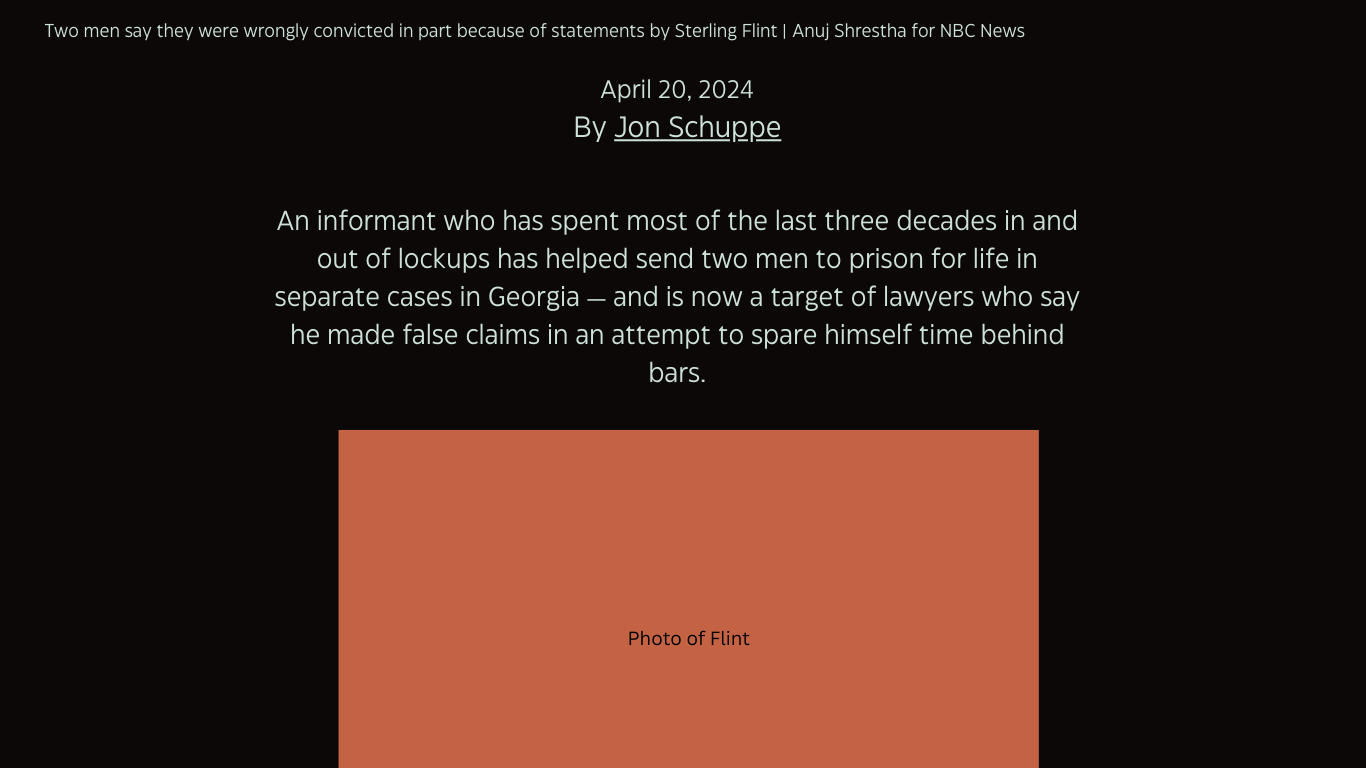 Two men say they were wrongly convicted in part because of statements by Sterling Flint | Anuj Shrestha for NBC News
April 20, 2024
By Jon Schuppe
An informant who has spent most of the last three decades in and
out of lockups has helped send two men to prison for life in
separate cases in Georgia — and is now a target of lawyers who say
he made false claims in an attempt to spare himself time behind
bars.
Photo of Flint